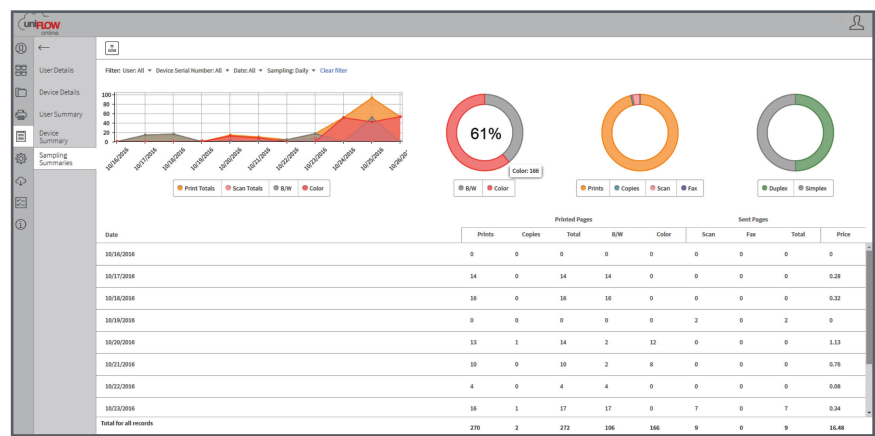 uniFLOW
online
Filter: User: All Device Serial Number: All Date: All Sampling: Daily Clear filter
User Details
Device Details
User Summary
Device
Summary
Sampling
Summaries
100
80
60
40
20
0
10/16/2016 10/17/2016 10/18/2016 10/19/2016 10/20/2016 10/21/2016 10/22/2016 10/23/2016 10/24/2016 10/25/2016 10/26/20
Print Totals Scan Totals B/W Color
61%
Color: 166
B/W Color
Prints Copies Scan Fax
Duplex Simplex
Printed Pages Sent Pages
Date Prints Copies Total B/W Color Scan Fax Total Price
10/16/2016 0 0 0 0 0 0 0 0 0
10/17/2016 14 0 14 14 0 0 0 0 0.28
10/18/2016 16 0 16 16 0 0 0 0 0.32
10/19/2016 0 0 0 0 0 2 0 2 0
10/20/2016 13 1 14 2 12 0 0 0 1.13
10/21/2016 10 0 10 2 8 0 0 0 0.76
10/22/2016 4 0 4 4 0 0 0 0 0.08
10/23/2016 16 1 17 17 0 7 0 7 0.34
Total for all records 270 2 272 106 166 9 0 9 16.48